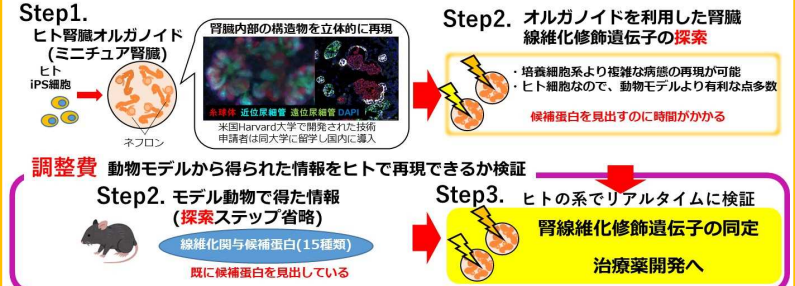 Step1.
ヒト腎臓オルガノイド
(ミニチュア腎臓)
ヒト
iPS細胞
ネフロン
腎臓内部の構造物を立体的に再現
糸球体 近位尿細管 遠位尿細管 DAPI
米国Harvard大学で開発された技術
申請者は同大学に留学し国内に導入
Step2. オルガノイドを利用した腎臓
線維化修飾遺伝子の探索
・培養細胞系より複雑な病態の再現が可能
・ヒト細胞なので、動物モデルより有利な点多数
候補蛋白を見出すのに時間がかかる
調整費 動物モデルから得られた情報をヒトで再現できるか検証
Step2. モデル動物で得た情報
(探索ステップ省略)
線維化関与候補蛋白(15種類)
既に候補蛋白を見出している
Step3. ヒトの系でリアルタイムに検証
腎線維化修飾遺伝子の同定
治療薬開発へ